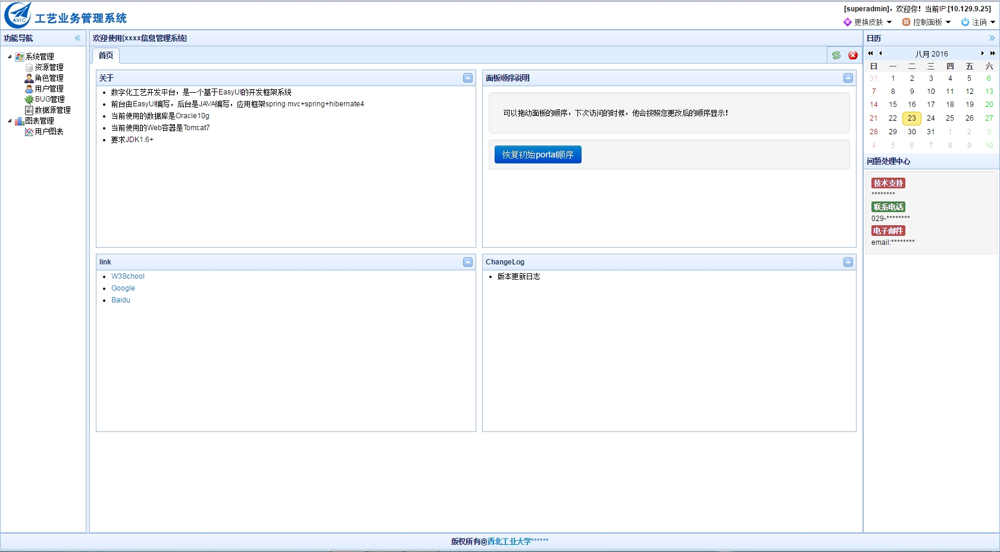 AVIC
工艺业务管理系统
[superadmin]，欢迎你！当前IP:[10.129.9.25]
更换皮肤 控制面板 注销
功能导航
系统管理
资源管理
角色管理
用户管理
BUG管理
数据源管理
图表管理
用户图表
欢迎使用[xxxx信息管理系统]
首页
关于
数字化工艺开发平台，是一个基于EasyUI的开发框架系统
前台由EasyUI编写，后台是JAVA编写，应用框架spring mvc+spring+hibernate4
当前使用的数据库是Oracle10g
当前使用的Web容器是Tomcat7
要求JDK1.6+
面板顺序说明
可以拖动面板的顺序，下次访问的时候，他会按照您更改后的顺序显示！
恢复初始portal顺序
link
W3School
Google
Baidu
ChangeLog
版本更新日志
日历
八月 2016
日 一 二 三 四 五 六
31 1 2 3 4 5 6
7 8 9 10 11 12 13
14 15 16 17 18 19 20
21 22 23 24 25 26 27
28 29 30 31 1 2 3
4 5 6 7 8 9 10
问题处理中心
技术支持
********
联系电话
029-********
电子邮件
email:********
版权所有@西北工业大学******